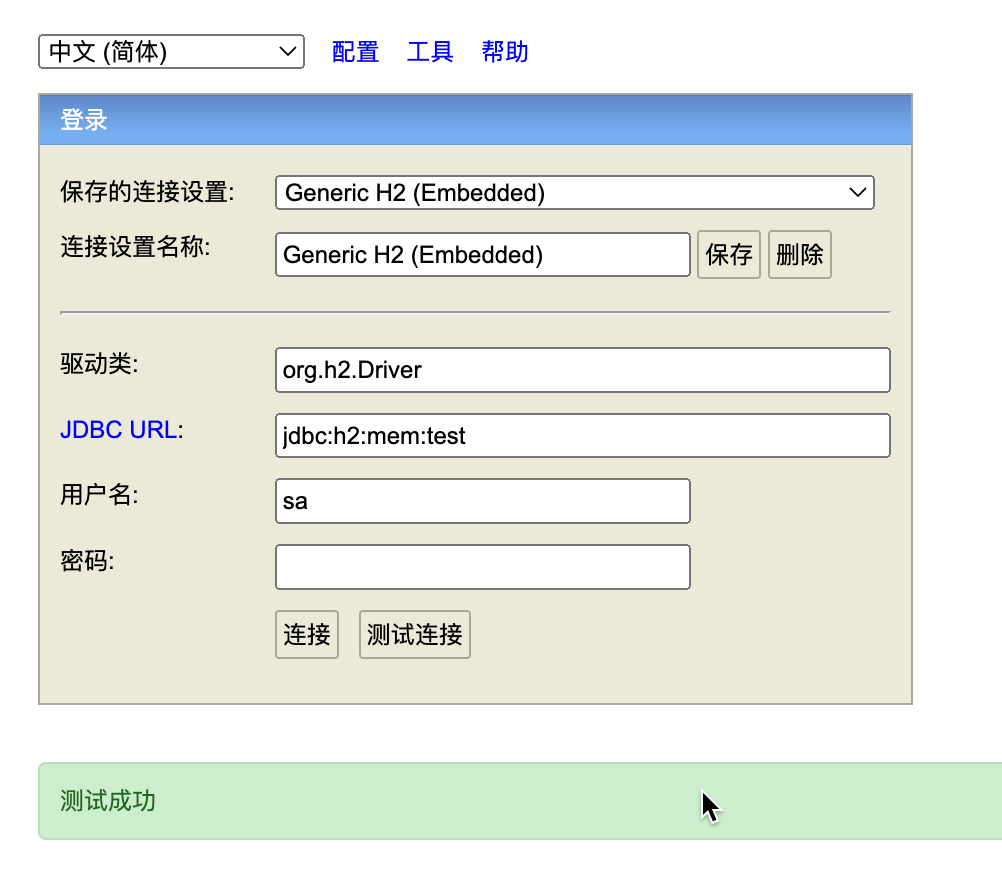 中文 (简体) 配置 工具 帮助
登录
保存的连接设置: Generic H2 (Embedded)
连接设置名称: Generic H2 (Embedded) 保存 删除
驱动类: org.h2.Driver
JDBC URL: jdbc:h2:mem:test
用户名: sa
密码:
连接 测试连接
测试成功